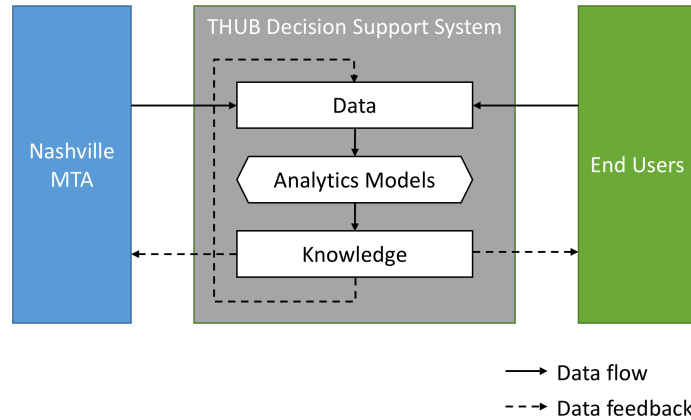 THUB Decision Support System
Data
Nashville
MTA
Analytics Models
End Users
Knowledge
Data flow
Data feedback